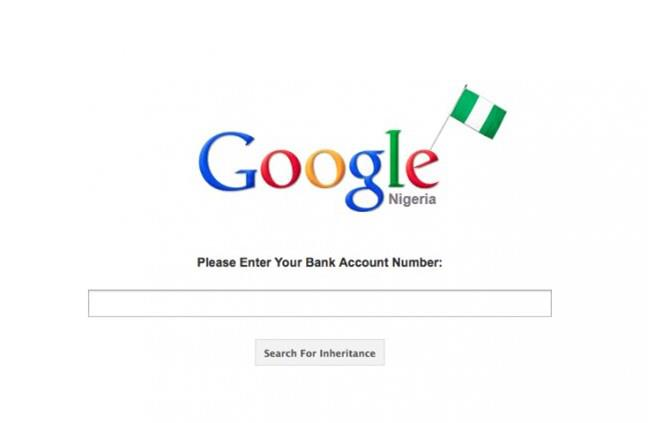 Google
Nigeria
Please Enter Your Bank Account Number:
Search For Inheritance